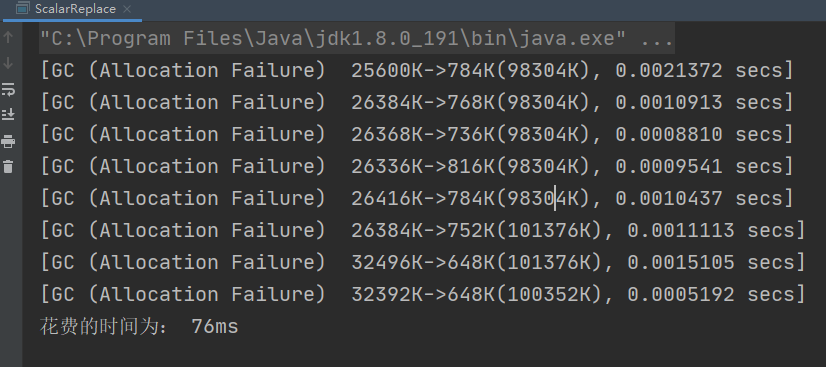 ScalarReplace
"C:\Program Files\Java\jdk1.8.0_191\bin\java.exe" ...
[GC (Allocation Failure)  25600K->784K(98304K), 0.0021372 secs]
[GC (Allocation Failure)  26384K->768K(98304K), 0.0010913 secs]
[GC (Allocation Failure)  26368K->736K(98304K), 0.0008810 secs]
[GC (Allocation Failure)  26336K->816K(98304K), 0.0009541 secs]
[GC (Allocation Failure)  26416K->784K(98304K), 0.0010437 secs]
[GC (Allocation Failure)  26384K->752K(101376K), 0.0011113 secs]
[GC (Allocation Failure)  32496K->648K(101376K), 0.0015105 secs]
[GC (Allocation Failure)  32392K->648K(100352K), 0.0005192 secs]
花费的时间为： 76ms